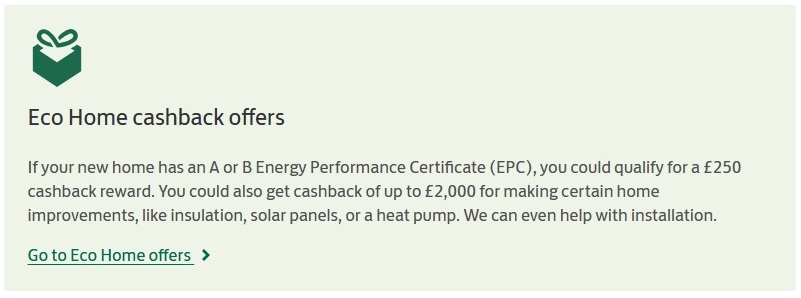 Eco Home cashback offers
If your new home has an A or B Energy Performance Certificate (EPC), you could qualify for a £250
cashback reward. You could also get cashback of up to £2,000 for making certain home
improvements, like insulation, solar panels, or a heat pump. We can even help with installation.
Go to Eco Home offers